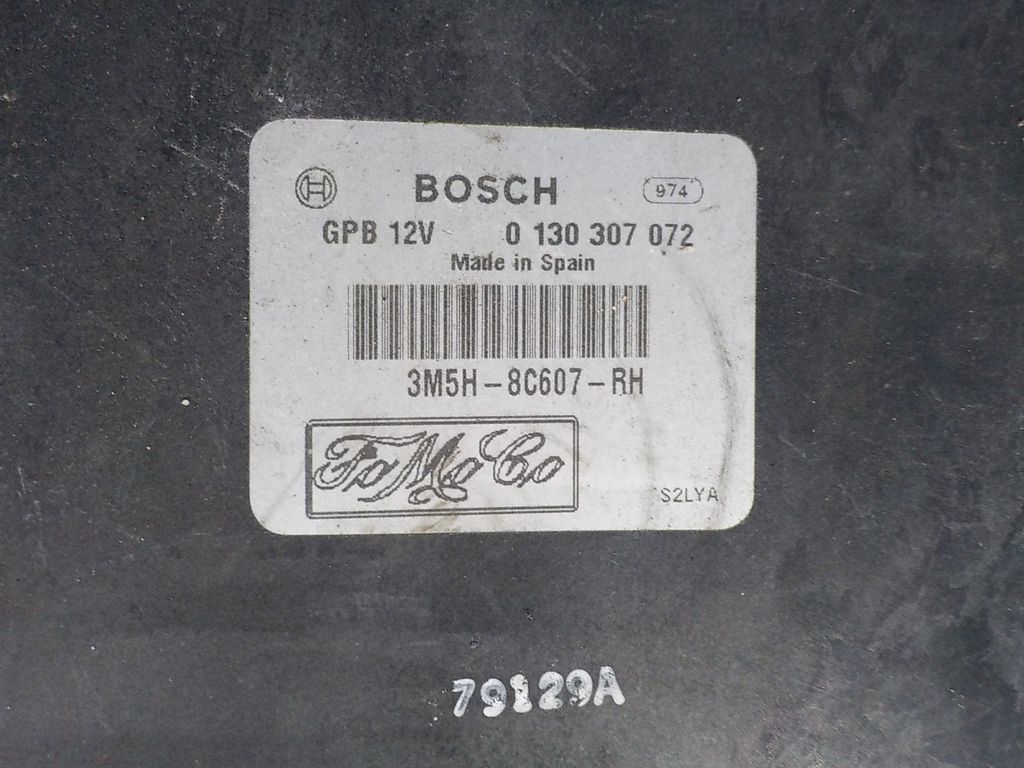 BOSCH 974
GPB 12V 0 130 307 072
Made in Spain
3M5H-8C607-RH
FoMoCo
S2LYA
79129A